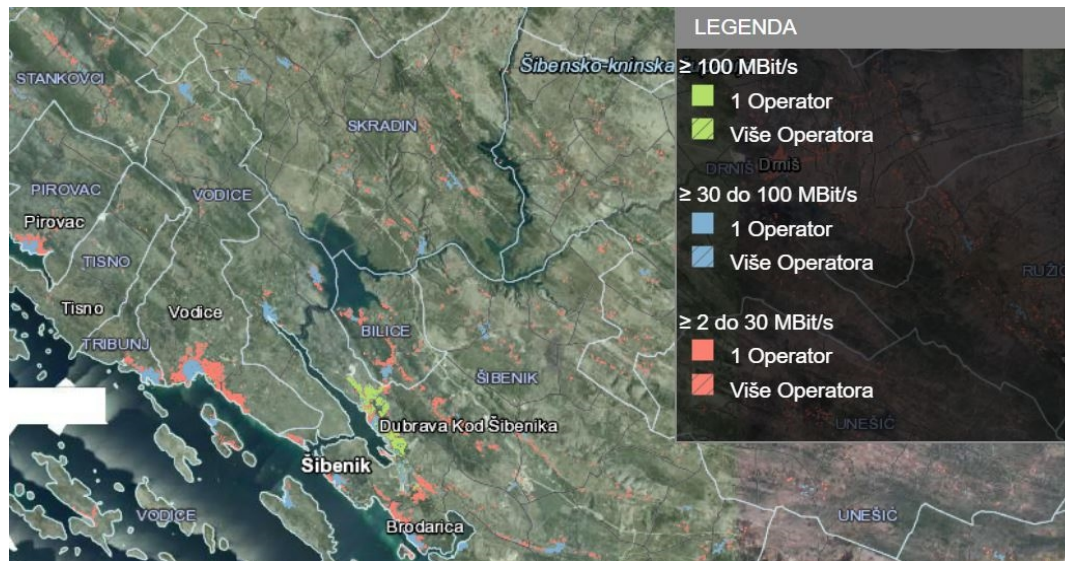 LEGENDA
≥ 100 MBit/s
1 Operator
Više Operatora
≥ 30 do 100 MBit/s
1 Operator
Više Operatora
≥ 2 do 30 MBit/s
1 Operator
Više Operatora
Šibensko-kninska
STANKOVCI
SKRADIN
DRNIŠ Drniš
PIROVAC
VODICE
Pirovac
TISNO
RUŽIĆ
Tisno
Vodice
TRIBUNJ
BILICE
ŠIBENIK
Dubrava Kod Šibenika
UNEŠIĆ
Šibenik
VODICE
Brodarica
UNEŠIĆ